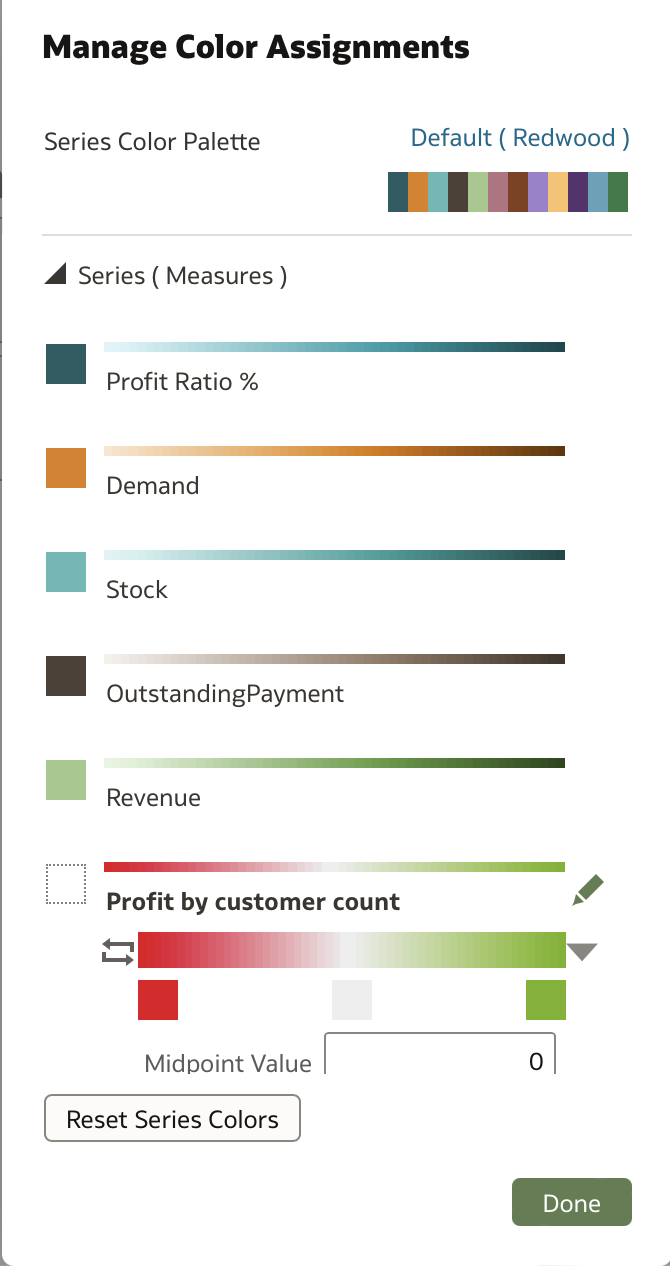 Manage Color Assignments
Series Color Palette
Default ( Redwood )
Series ( Measures )
Profit Ratio %
Demand
Stock
OutstandingPayment
Revenue
Profit by customer count
Midpoint Value 0
Reset Series Colors
Done